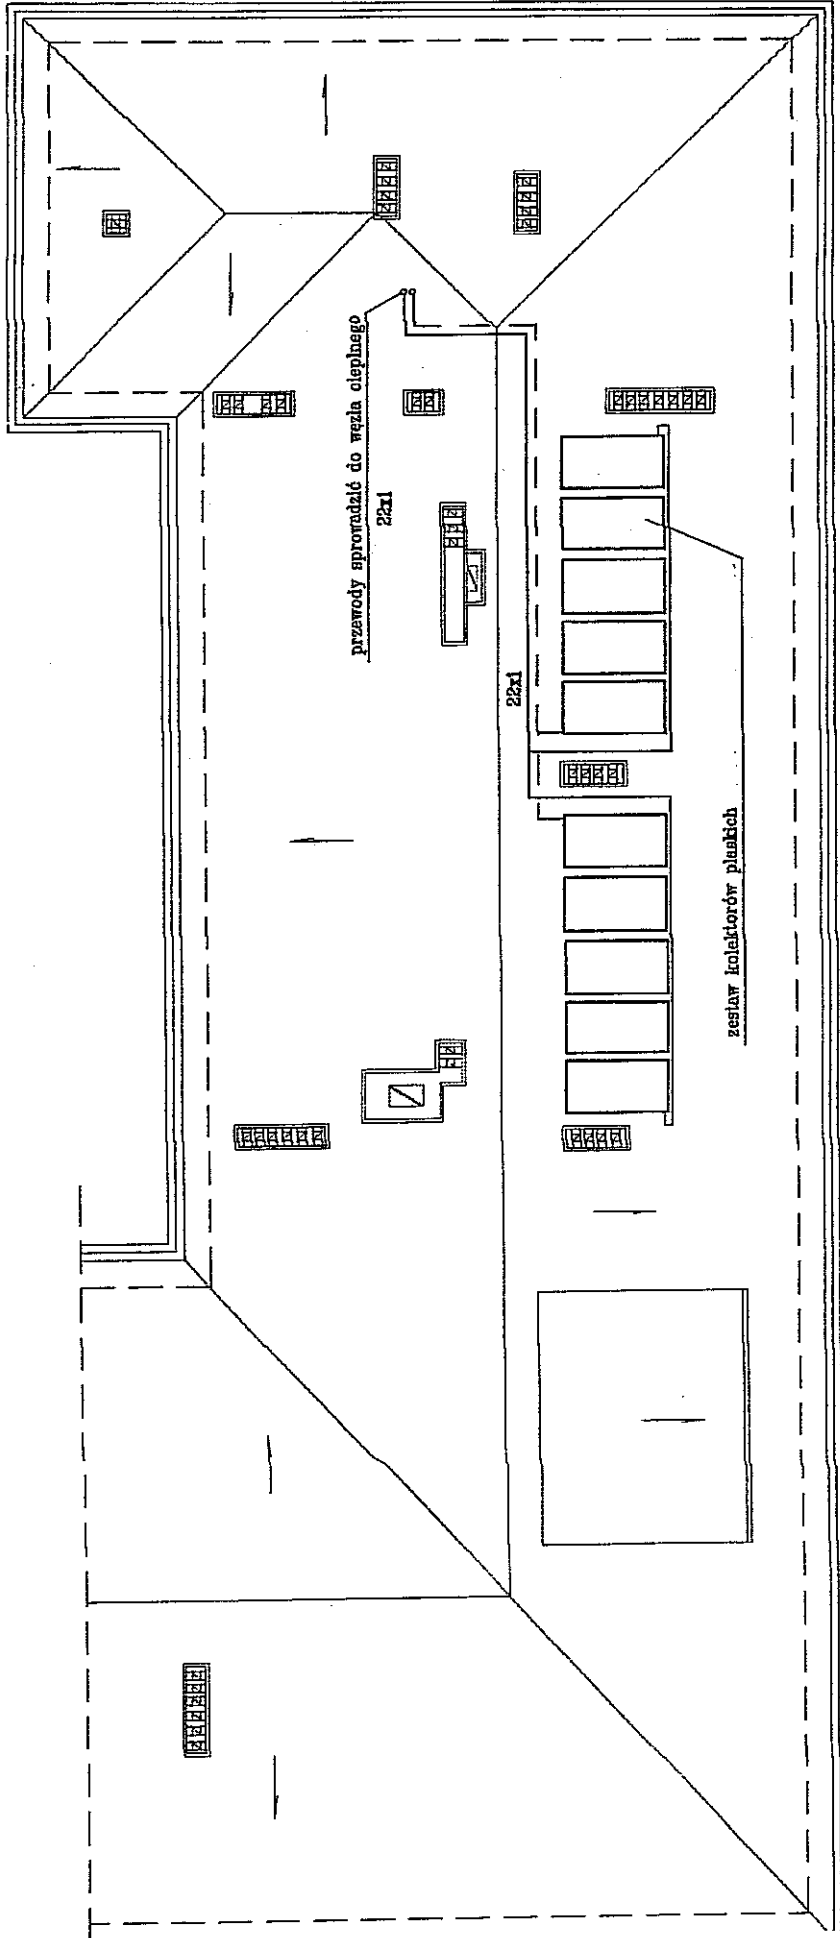 przewody sprowadzić do węzła cieplnego
22x1
22x1
zestaw kolektorów płaskich